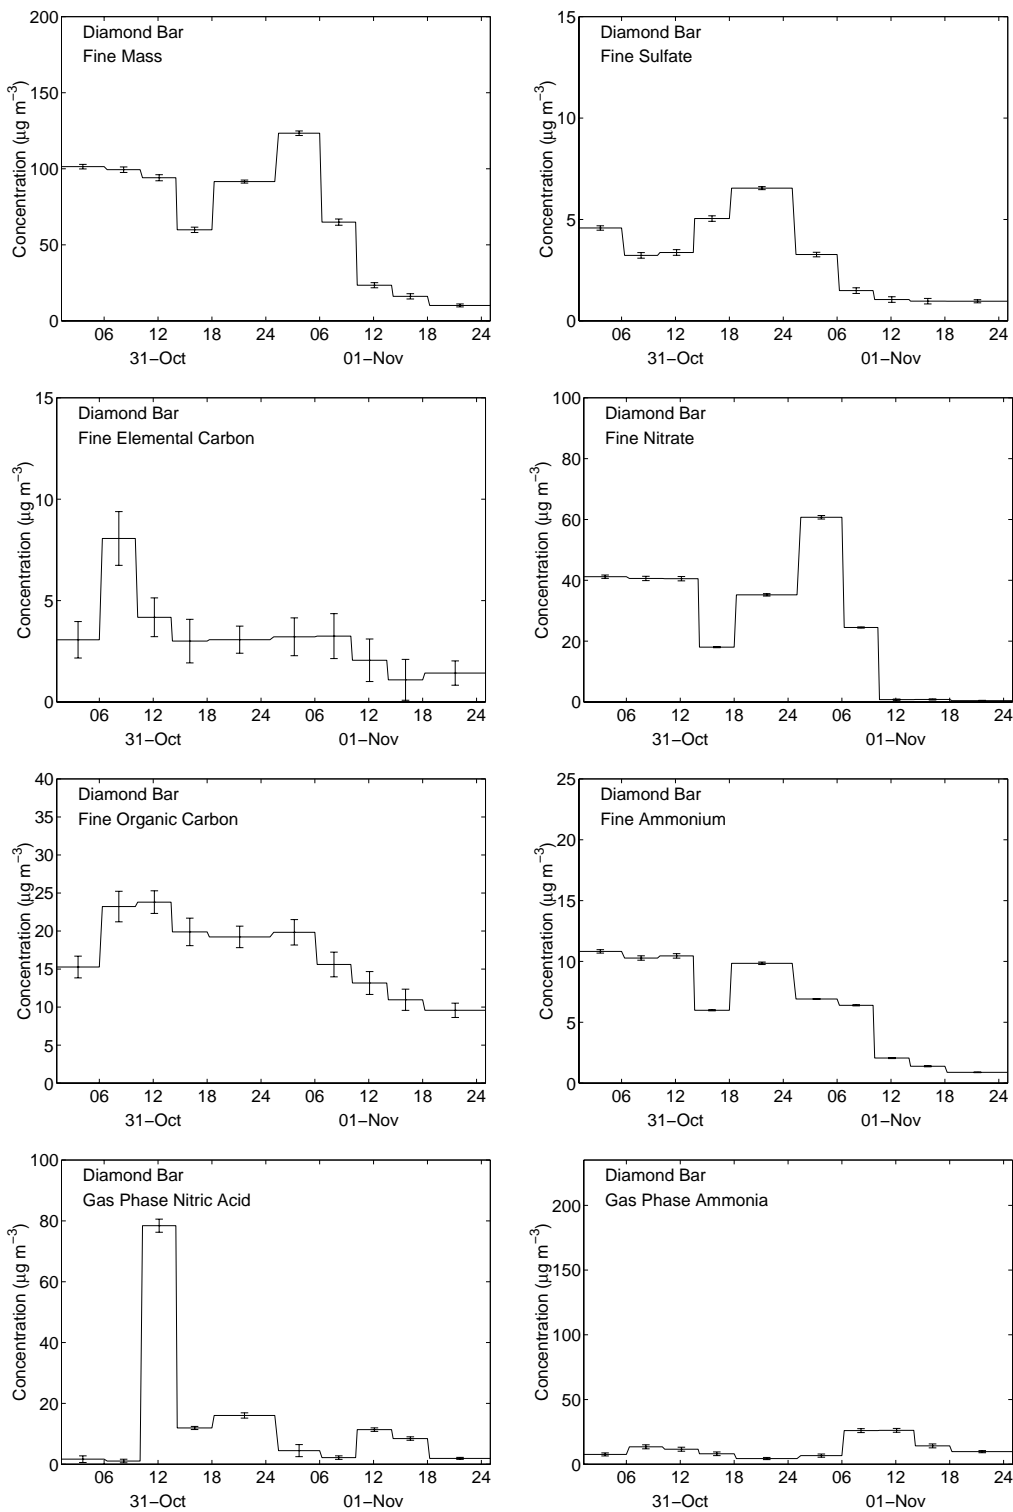 Diamond Bar
Fine Mass
Concentration (µg m−3)
200
150
100
50
0
06 12 18 24 06 12 18 24
31−Oct 01−Nov
Diamond Bar
Fine Sulfate
Concentration (µg m−3)
15
10
5
0
06 12 18 24 06 12 18 24
31−Oct 01−Nov
Diamond Bar
Fine Elemental Carbon
Concentration (µg m−3)
15
10
5
0
06 12 18 24 06 12 18 24
31−Oct 01−Nov
Diamond Bar
Fine Nitrate
Concentration (µg m−3)
100
80
60
40
20
0
06 12 18 24 06 12 18 24
31−Oct 01−Nov
Diamond Bar
Fine Organic Carbon
Concentration (µg m−3)
40
35
30
25
20
15
10
5
0
06 12 18 24 06 12 18 24
31−Oct 01−Nov
Diamond Bar
Fine Ammonium
Concentration (µg m−3)
25
20
15
10
5
0
06 12 18 24 06 12 18 24
31−Oct 01−Nov
Diamond Bar
Gas Phase Nitric Acid
Concentration (µg m−3)
100
80
60
40
20
0
06 12 18 24 06 12 18 24
31−Oct 01−Nov
Diamond Bar
Gas Phase Ammonia
Concentration (µg m−3)
200
150
100
50
0
06 12 18 24 06 12 18 24
31−Oct 01−Nov